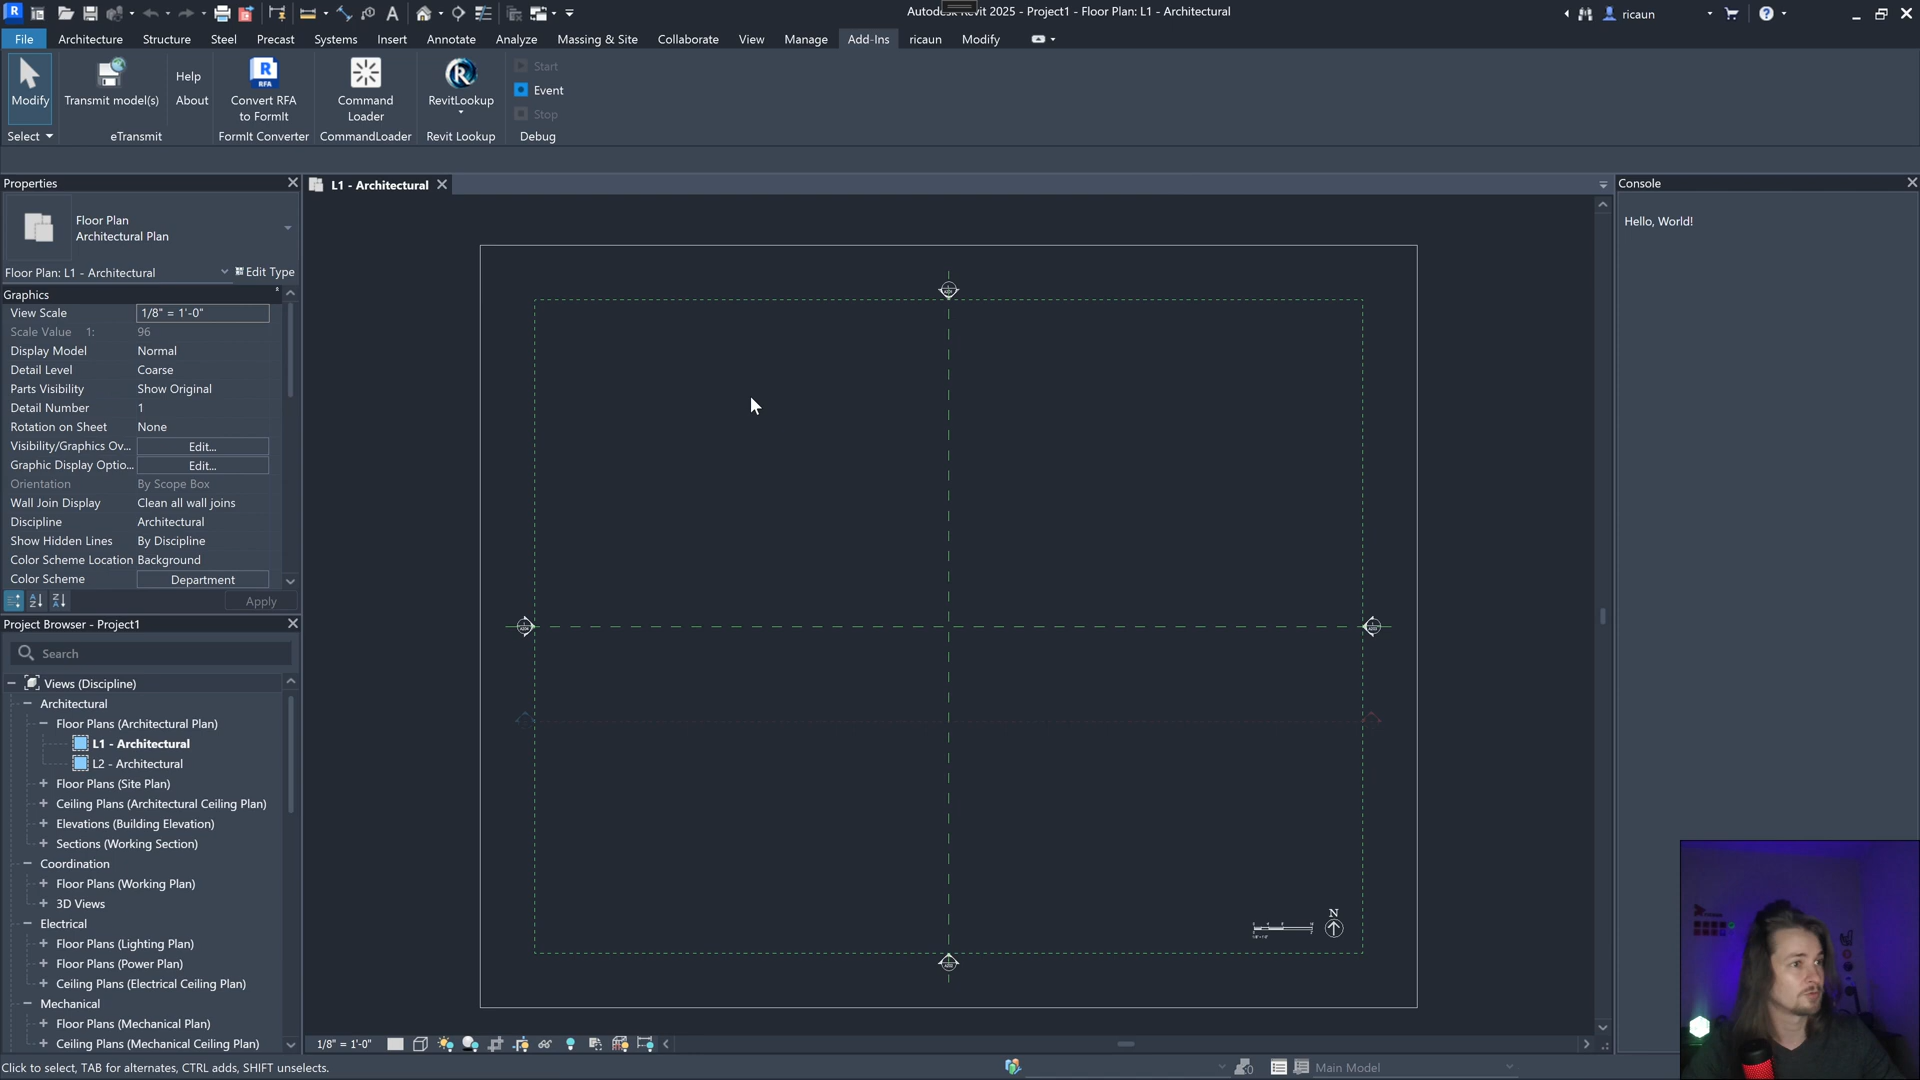 Autodesk Revit 2025 - Project1 - Floor Plan: L1 - Architectural
ricaun
File
Architecture
Structure
Steel
Precast
Systems
Insert
Annotate
Analyze
Massing & Site
Collaborate
View
Manage
Add-Ins
ricaun
Modify
Modify
Transmit model(s)
Help
About
Convert RFA
to FormIt
Command
Loader
RevitLookup
Start
Event
Stop
Select
eTransmit
FormIt Converter
CommandLoader
Revit Lookup
Debug
Properties
Floor Plan
Architectural Plan
Floor Plan: L1 - Architectural
Edit Type
Graphics
View Scale 1/8" = 1'-0"
Scale Value 1: 96
Display Model Normal
Detail Level Coarse
Parts Visibility Show Original
Detail Number 1
Rotation on Sheet None
Visibility/Graphics Ov... Edit...
Graphic Display Optio... Edit...
Orientation By Scope Box
Wall Join Display Clean all wall joins
Discipline Architectural
Show Hidden Lines By Discipline
Color Scheme Location Background
Color Scheme Department
Apply
Project Browser - Project1
Search
Views (Discipline)
Architectural
Floor Plans (Architectural Plan)
L1 - Architectural
L2 - Architectural
Floor Plans (Site Plan)
Ceiling Plans (Architectural Ceiling Plan)
Elevations (Building Elevation)
Sections (Working Section)
Coordination
Floor Plans (Working Plan)
3D Views
Electrical
Floor Plans (Lighting Plan)
Floor Plans (Power Plan)
Ceiling Plans (Electrical Ceiling Plan)
Mechanical
Floor Plans (Mechanical Plan)
Ceiling Plans (Mechanical Ceiling Plan)
L1 - Architectural
N
1/8" = 1'-0"
Console
Hello, World!
Click to select, TAB for alternates, CTRL adds, SHIFT unselects.
Main Model